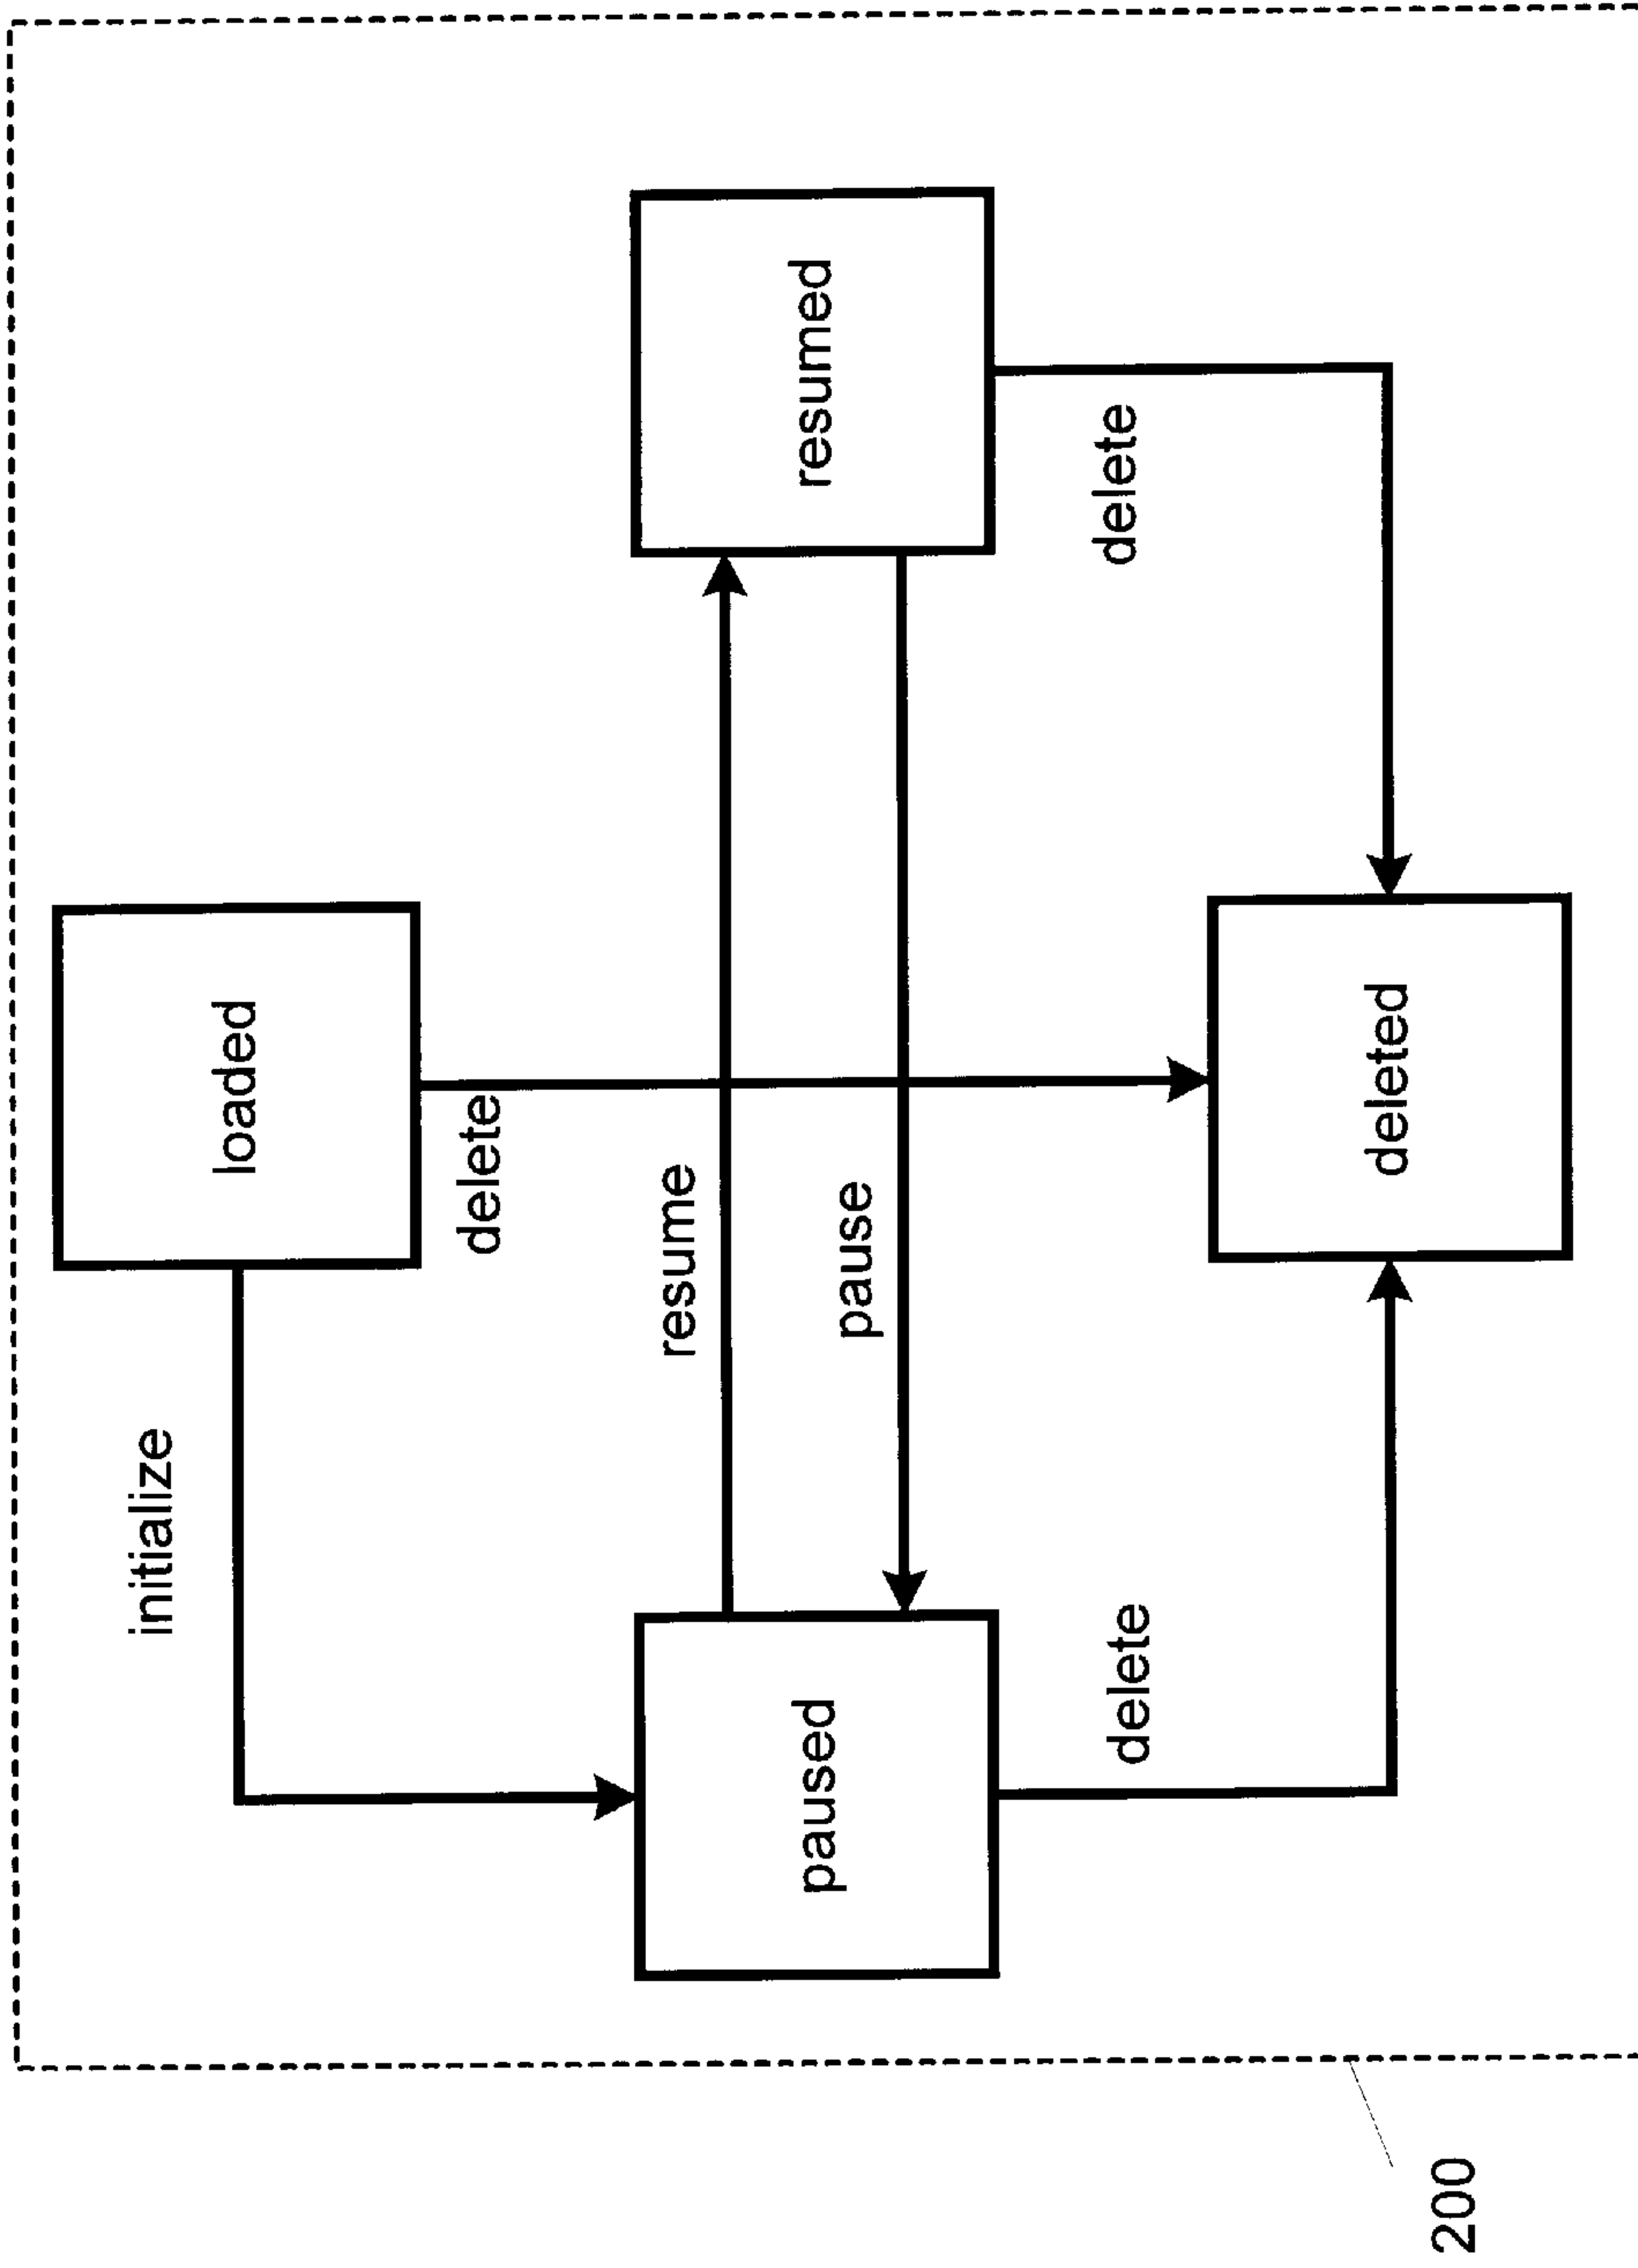 loaded
initialize
delete
resume
pause
paused
resumed
delete
delete
deleted
200